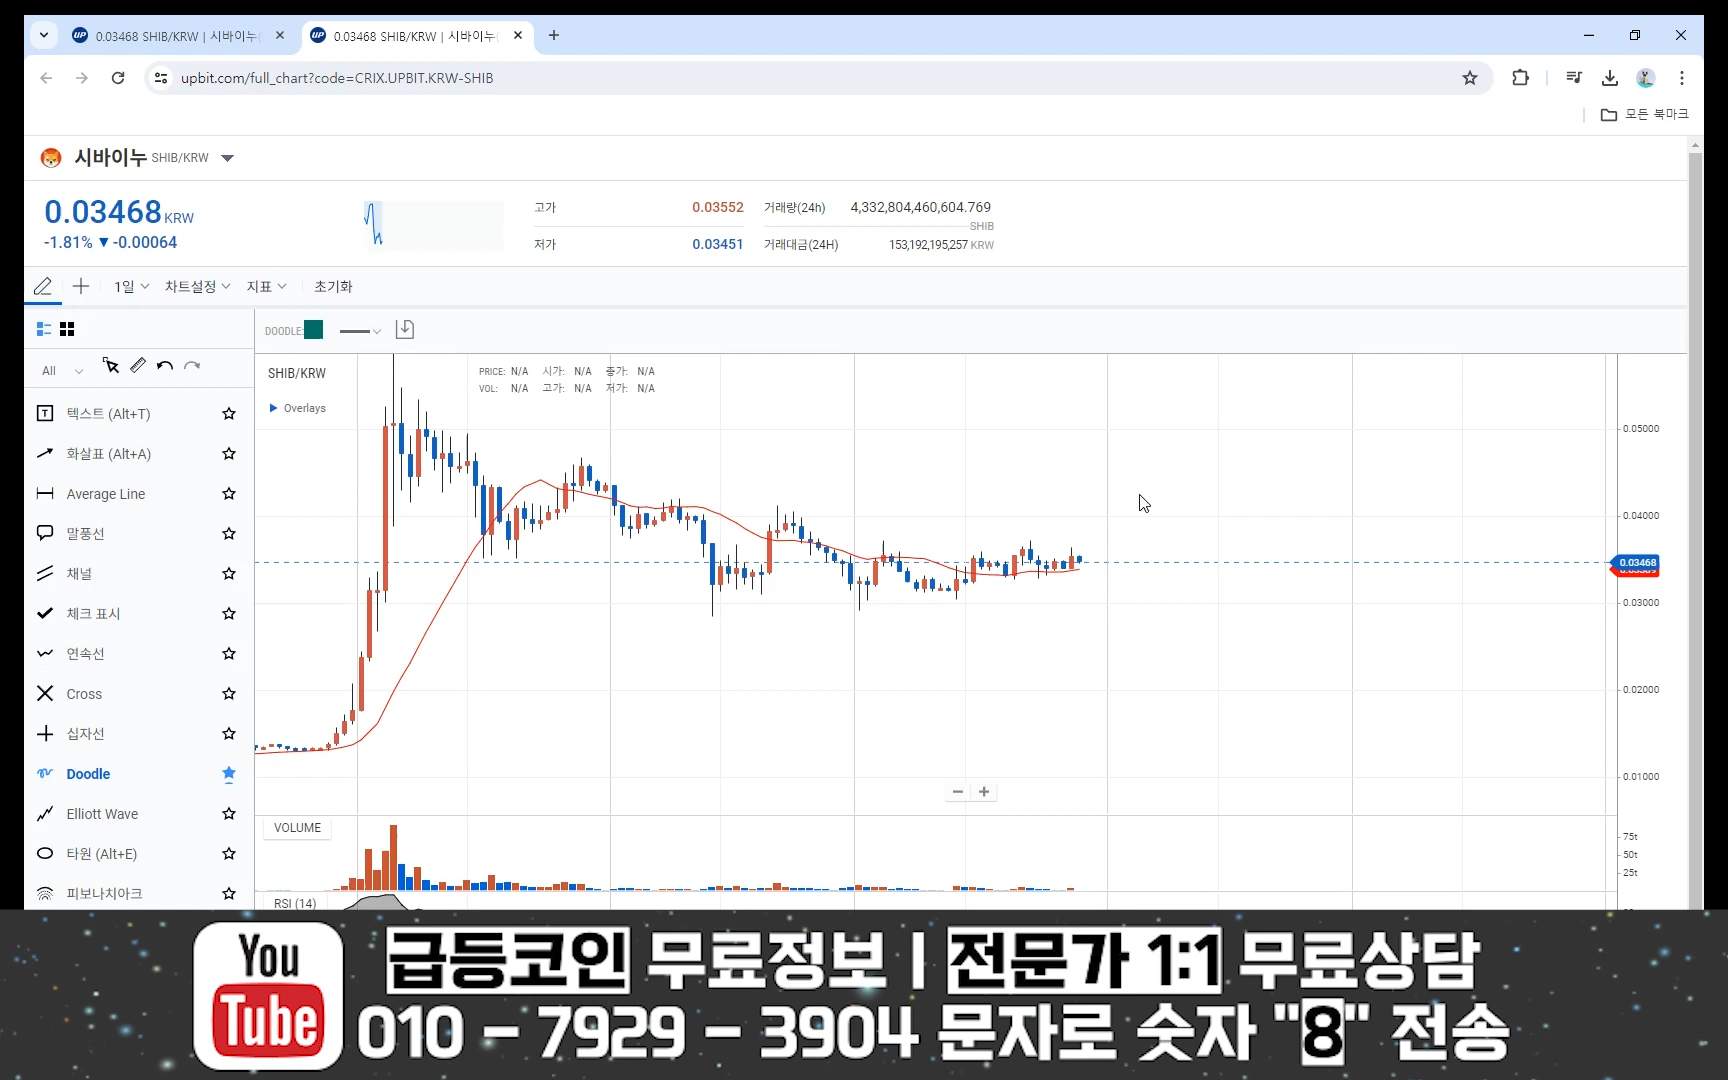 UP 0.03468 SHIB/KRW | 시바이누( UP 0.03468 SHIB/KRW | 시바이누(
upbit.com/full_chart?code=CRIX.UPBIT.KRW-SHIB
모든 북마크
시바이누 SHIB/KRW
0.03468 KRW
-1.81% ▼ -0.00064
고가 0.03552
저가 0.03451
거래량(24h) 4,332,804,460,604.769
SHIB
거래대금(24H) 153,192,195,257 KRW
1일 차트설정 지표 초기화
DOODLE:
All
텍스트 (Alt+T)
화살표 (Alt+A)
Average Line
말풍선
채널
체크 표시
연속선
Cross
십자선
Doodle
Elliott Wave
타원 (Alt+E)
피보나치아크
SHIB/KRW
PRICE: N/A 시가: N/A 종가: N/A
VOL: N/A 고가: N/A 저가: N/A
Overlays
0.05000
0.04000
0.03468
0.03000
0.02000
0.01000
VOLUME
75t
50t
25t
RSI (14)
You
Tube
급등코인 무료정보 | 전문가 1:1 무료상담
010 - 7929 - 3904 문자로 숫자 "8" 전송